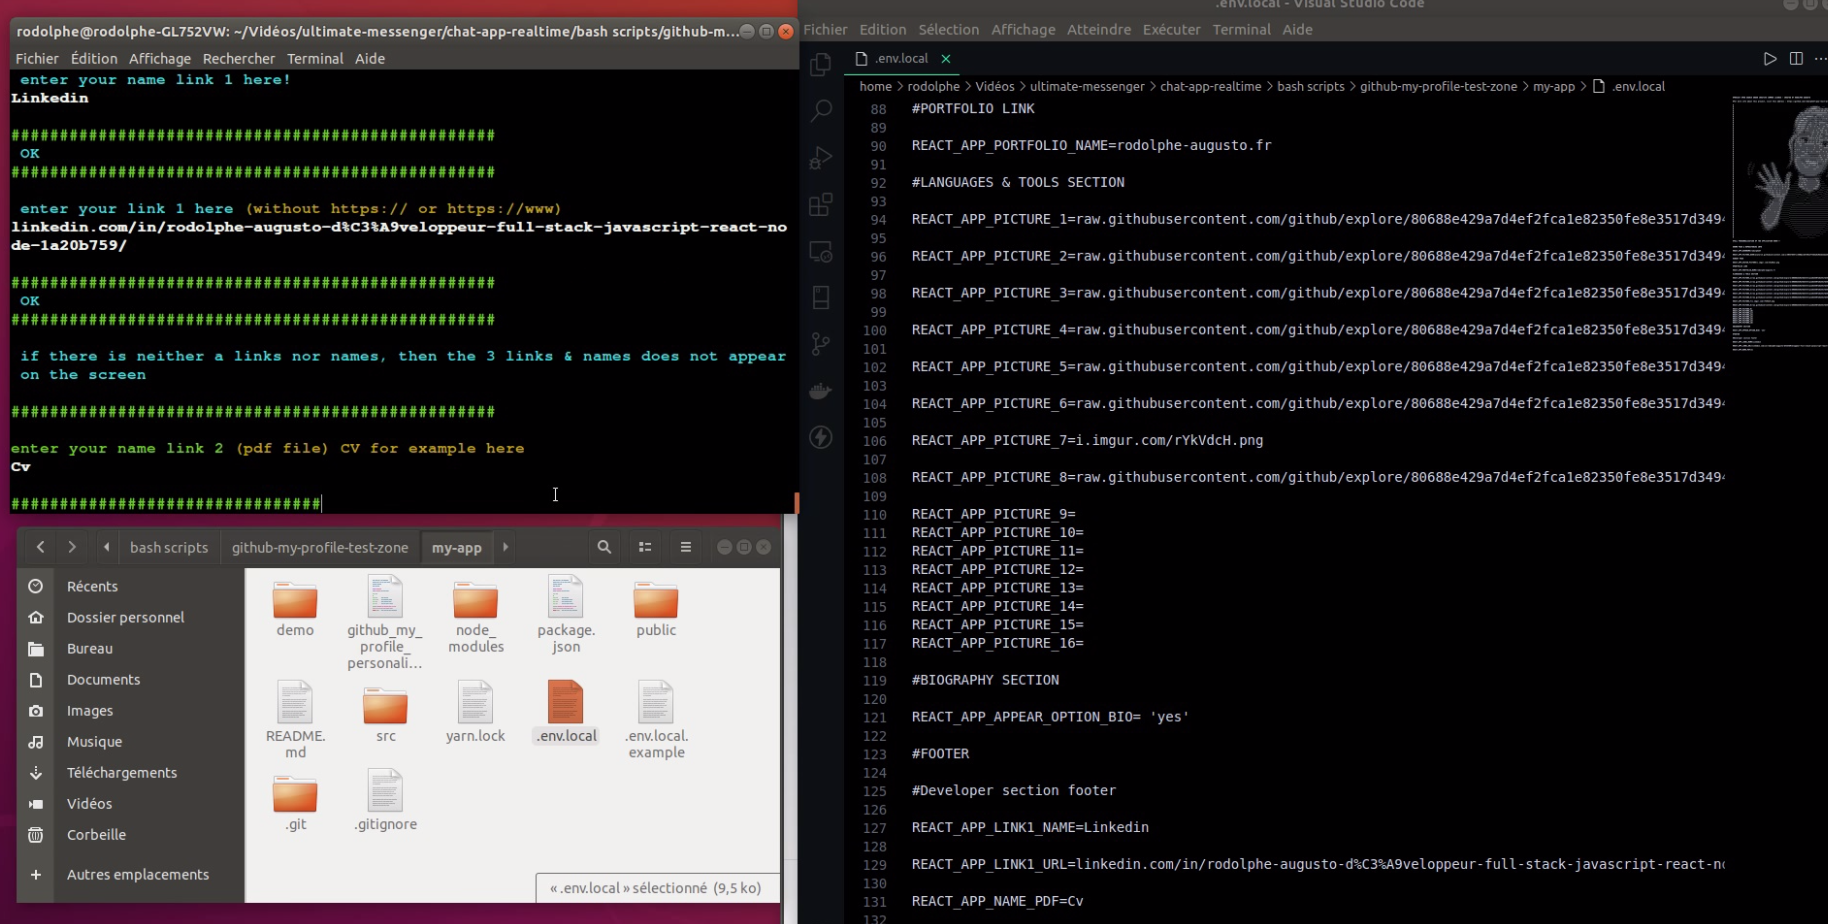 rodolphe@rodolphe-GL752VW: ~/Vidéos/ultimate-messenger/chat-app-realtime/bash scripts/github-m...
Fichier Édition Affichage Rechercher Terminal Aide
enter your name link 1 here!
Linkedin
##################################################
OK
##################################################
enter your link 1 here (without https:// or https://www)
linkedin.com/in/rodolphe-augusto-d%C3%A9veloppeur-full-stack-javascript-react-no
de-1a20b759/
##################################################
OK
##################################################
if there is neither a links nor names, then the 3 links & names does not appear
on the screen
##################################################
enter your name link 2 (pdf file) CV for example here
Cv
################################
bash scripts github-my-profile-test-zone my-app
Récents
Dossier personnel
Bureau
Documents
Images
Musique
Téléchargements
Vidéos
Corbeille
+ Autres emplacements
demo
github_my_
profile_
personali...
node_
modules
package.
json
public
README.
md
src
yarn.lock
.env.local
.env.local.
example
.git
.gitignore
« .env.local » sélectionné (9,5 ko)
.env.local - Visual Studio Code
Fichier Edition Sélection Affichage Atteindre Exécuter Terminal Aide
.env.local ×
home > rodolphe > Vidéos > ultimate-messenger > chat-app-realtime > bash scripts > github-my-profile-test-zone > my-app > .env.local
88 #PORTFOLIO LINK
89
90 REACT_APP_PORTFOLIO_NAME=rodolphe-augusto.fr
91
92 #LANGUAGES & TOOLS SECTION
93
94 REACT_APP_PICTURE_1=raw.githubusercontent.com/github/explore/80688e429a7d4ef2fca1e82350fe8e3517d3494
95
96 REACT_APP_PICTURE_2=raw.githubusercontent.com/github/explore/80688e429a7d4ef2fca1e82350fe8e3517d3494
97
98 REACT_APP_PICTURE_3=raw.githubusercontent.com/github/explore/80688e429a7d4ef2fca1e82350fe8e3517d3494
99
100 REACT_APP_PICTURE_4=raw.githubusercontent.com/github/explore/80688e429a7d4ef2fca1e82350fe8e3517d3494
101
102 REACT_APP_PICTURE_5=raw.githubusercontent.com/github/explore/80688e429a7d4ef2fca1e82350fe8e3517d3494
103
104 REACT_APP_PICTURE_6=raw.githubusercontent.com/github/explore/80688e429a7d4ef2fca1e82350fe8e3517d3494
105
106 REACT_APP_PICTURE_7=i.imgur.com/rYkVdcH.png
107
108 REACT_APP_PICTURE_8=raw.githubusercontent.com/github/explore/80688e429a7d4ef2fca1e82350fe8e3517d3494
109
110 REACT_APP_PICTURE_9=
111 REACT_APP_PICTURE_10=
112 REACT_APP_PICTURE_11=
113 REACT_APP_PICTURE_12=
114 REACT_APP_PICTURE_13=
115 REACT_APP_PICTURE_14=
116 REACT_APP_PICTURE_15=
117 REACT_APP_PICTURE_16=
118
119 #BIOGRAPHY SECTION
120
121 REACT_APP_APPEAR_OPTION_BIO= 'yes'
122
123 #FOOTER
124
125 #Developer section footer
126
127 REACT_APP_LINK1_NAME=Linkedin
128
129 REACT_APP_LINK1_URL=linkedin.com/in/rodolphe-augusto-d%C3%A9veloppeur-full-stack-javascript-react-no
130
131 REACT_APP_NAME_PDF=Cv
132